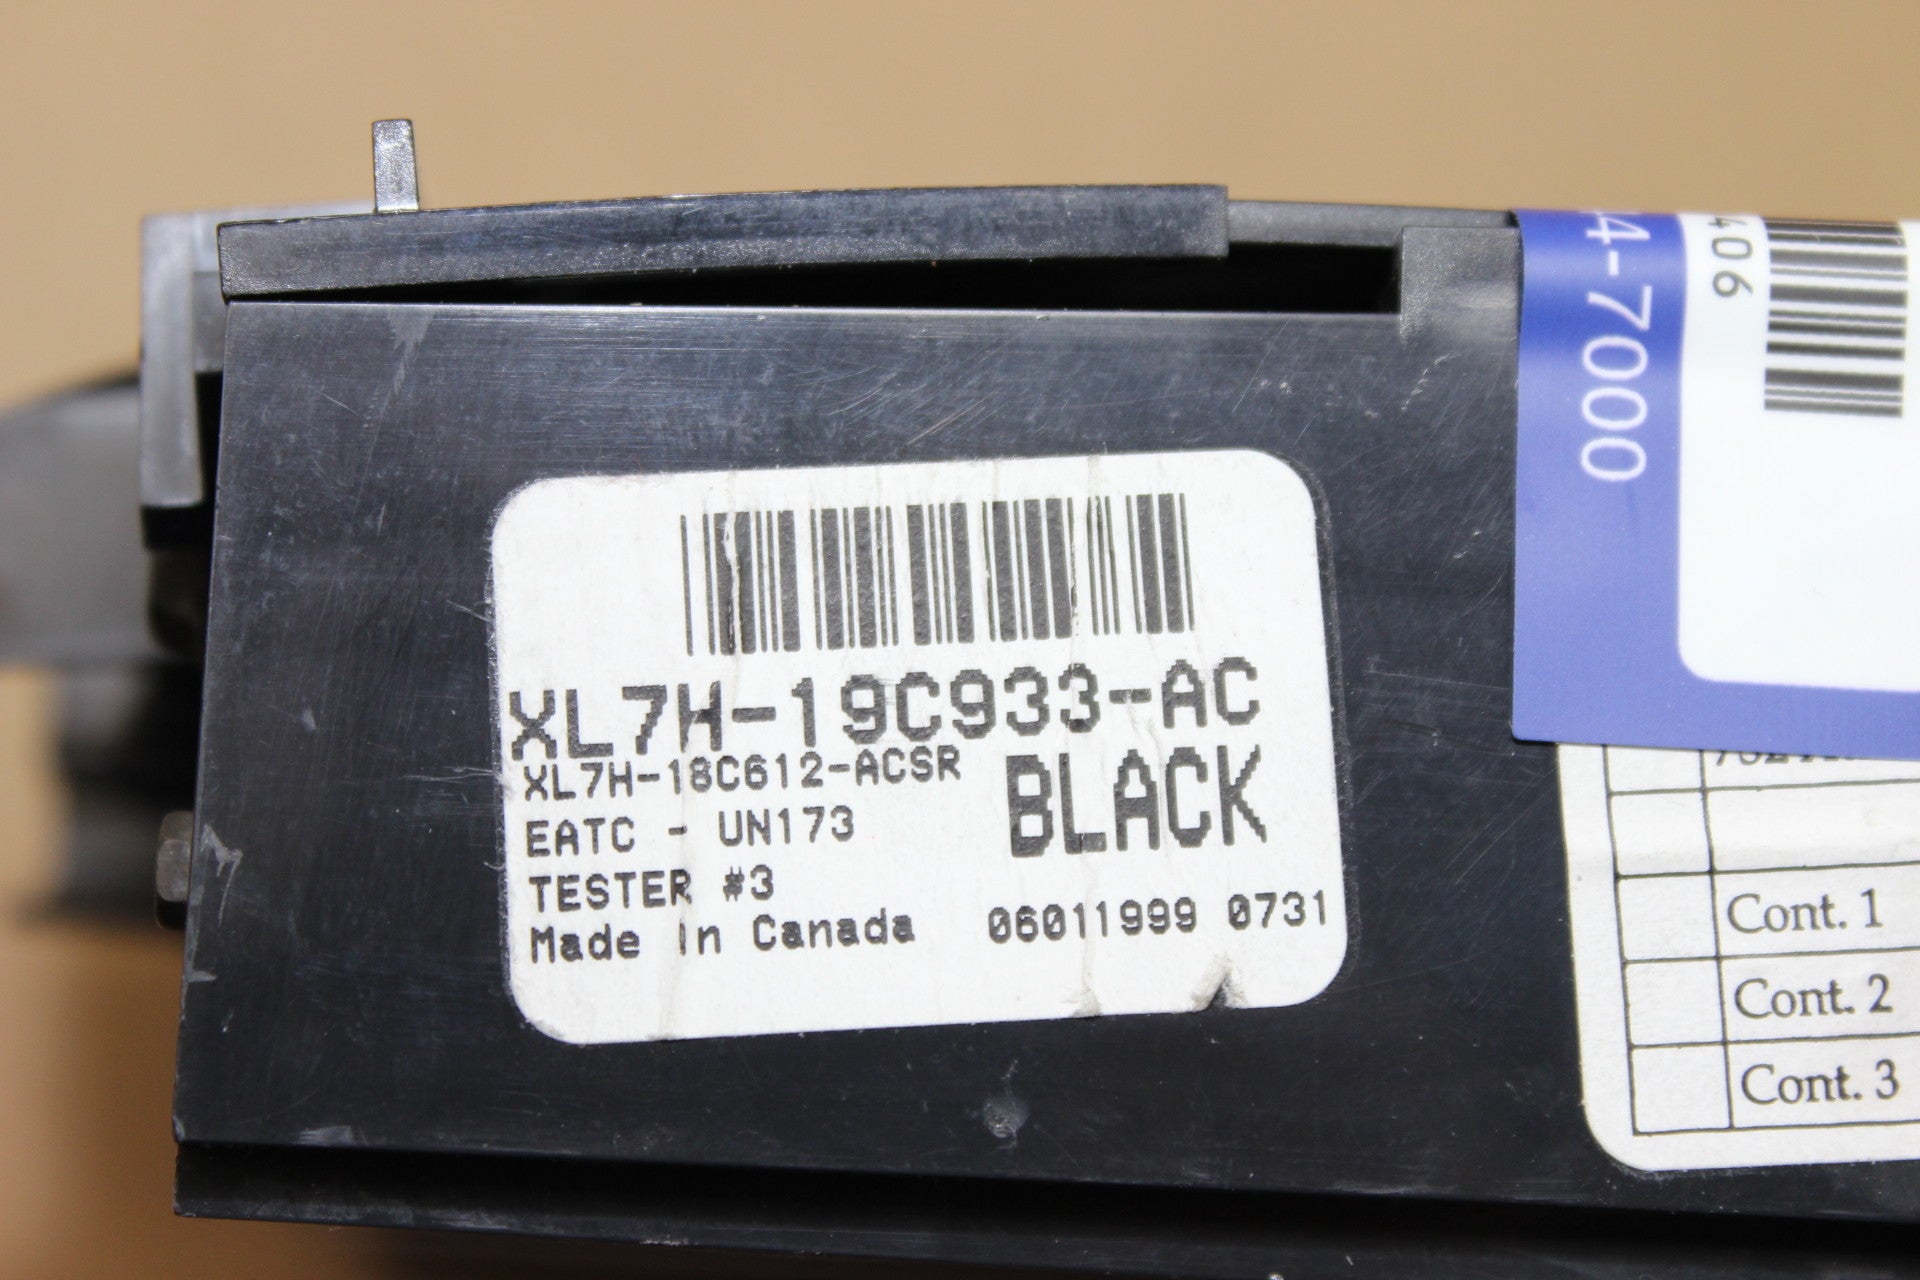 XL7H-19C933-AC
XL7H-18C612-ACSR
BLACK
EATC - UN173
TESTER #3
Made In Canada 06011999 0731
4-7000
406
Cont. 1
Cont. 2
Cont. 3